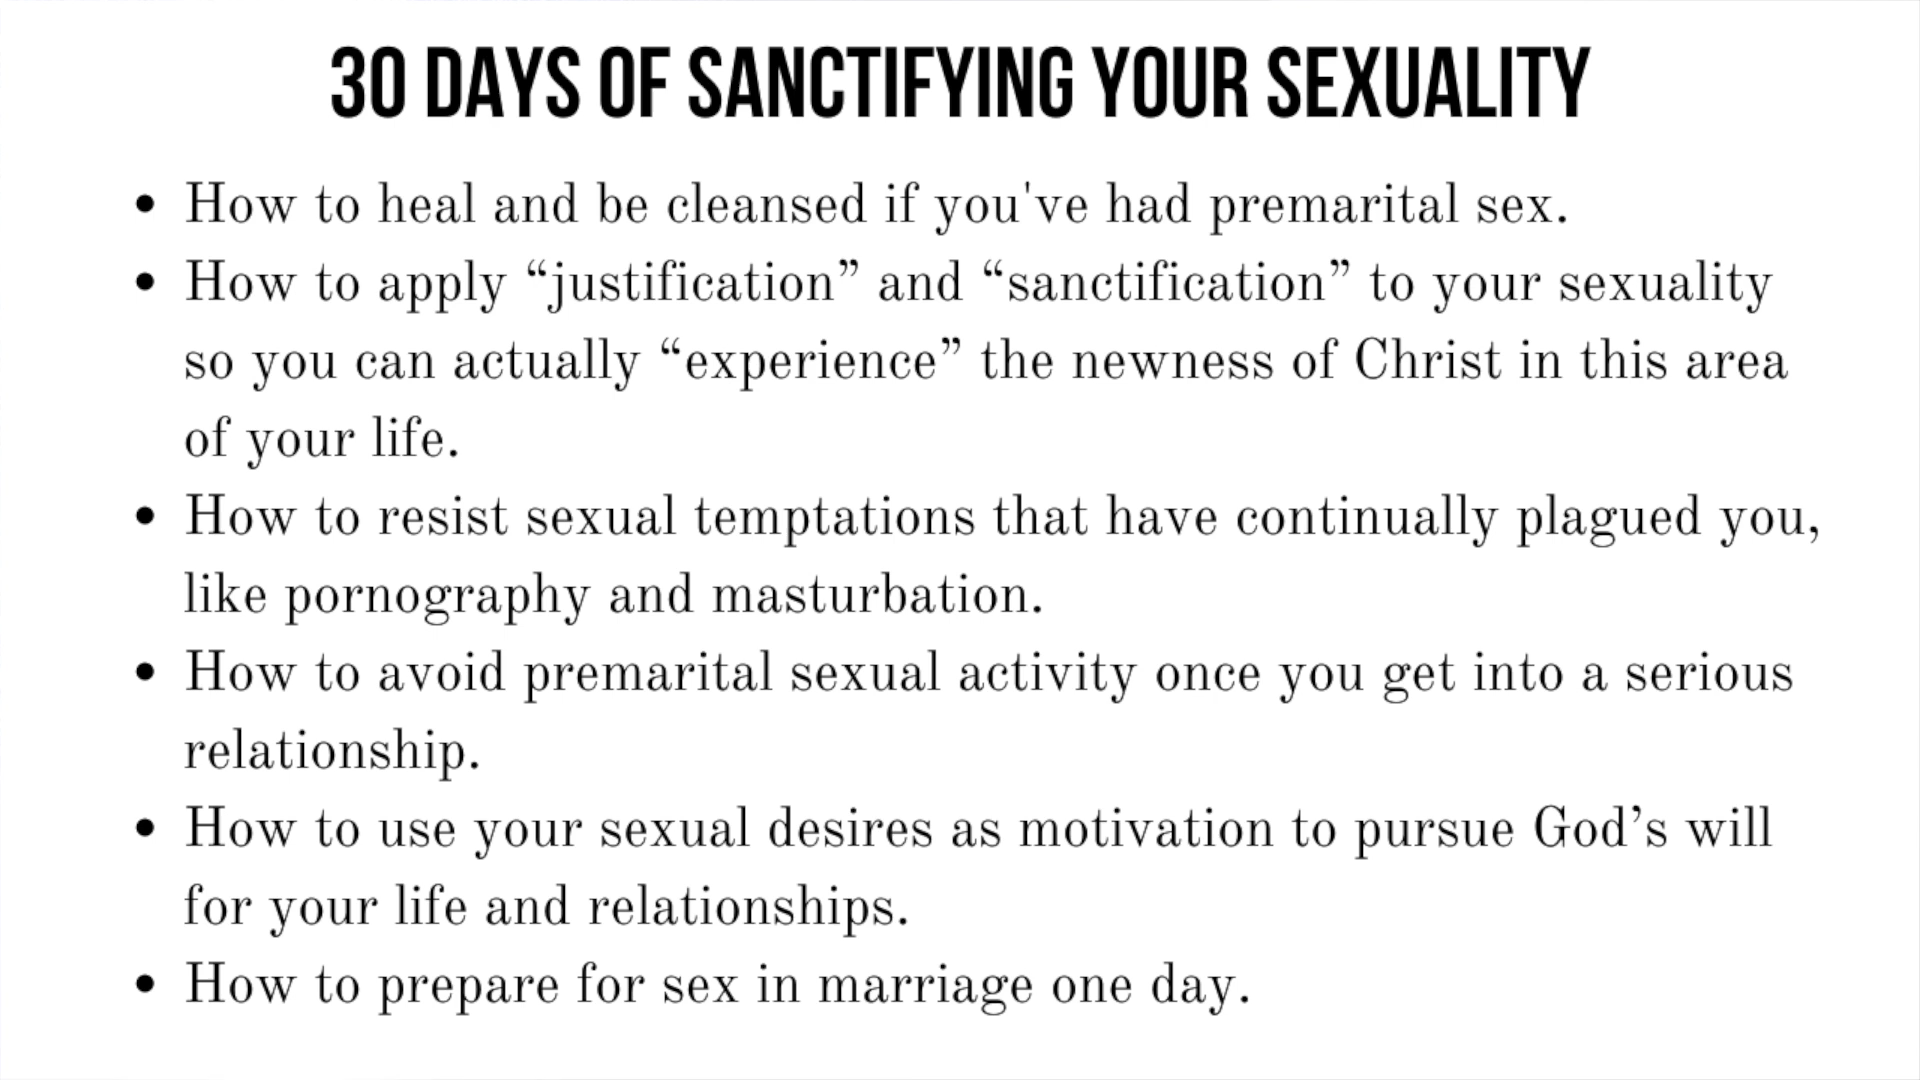 30 DAYS OF SANCTIFYING YOUR SEXUALITY
• How to heal and be cleansed if you've had premarital sex.
• How to apply “justification” and “sanctification” to your sexuality
so you can actually “experience” the newness of Christ in this area
of your life.
• How to resist sexual temptations that have continually plagued you,
like pornography and masturbation.
• How to avoid premarital sexual activity once you get into a serious
relationship.
• How to use your sexual desires as motivation to pursue God’s will
for your life and relationships.
• How to prepare for sex in marriage one day.